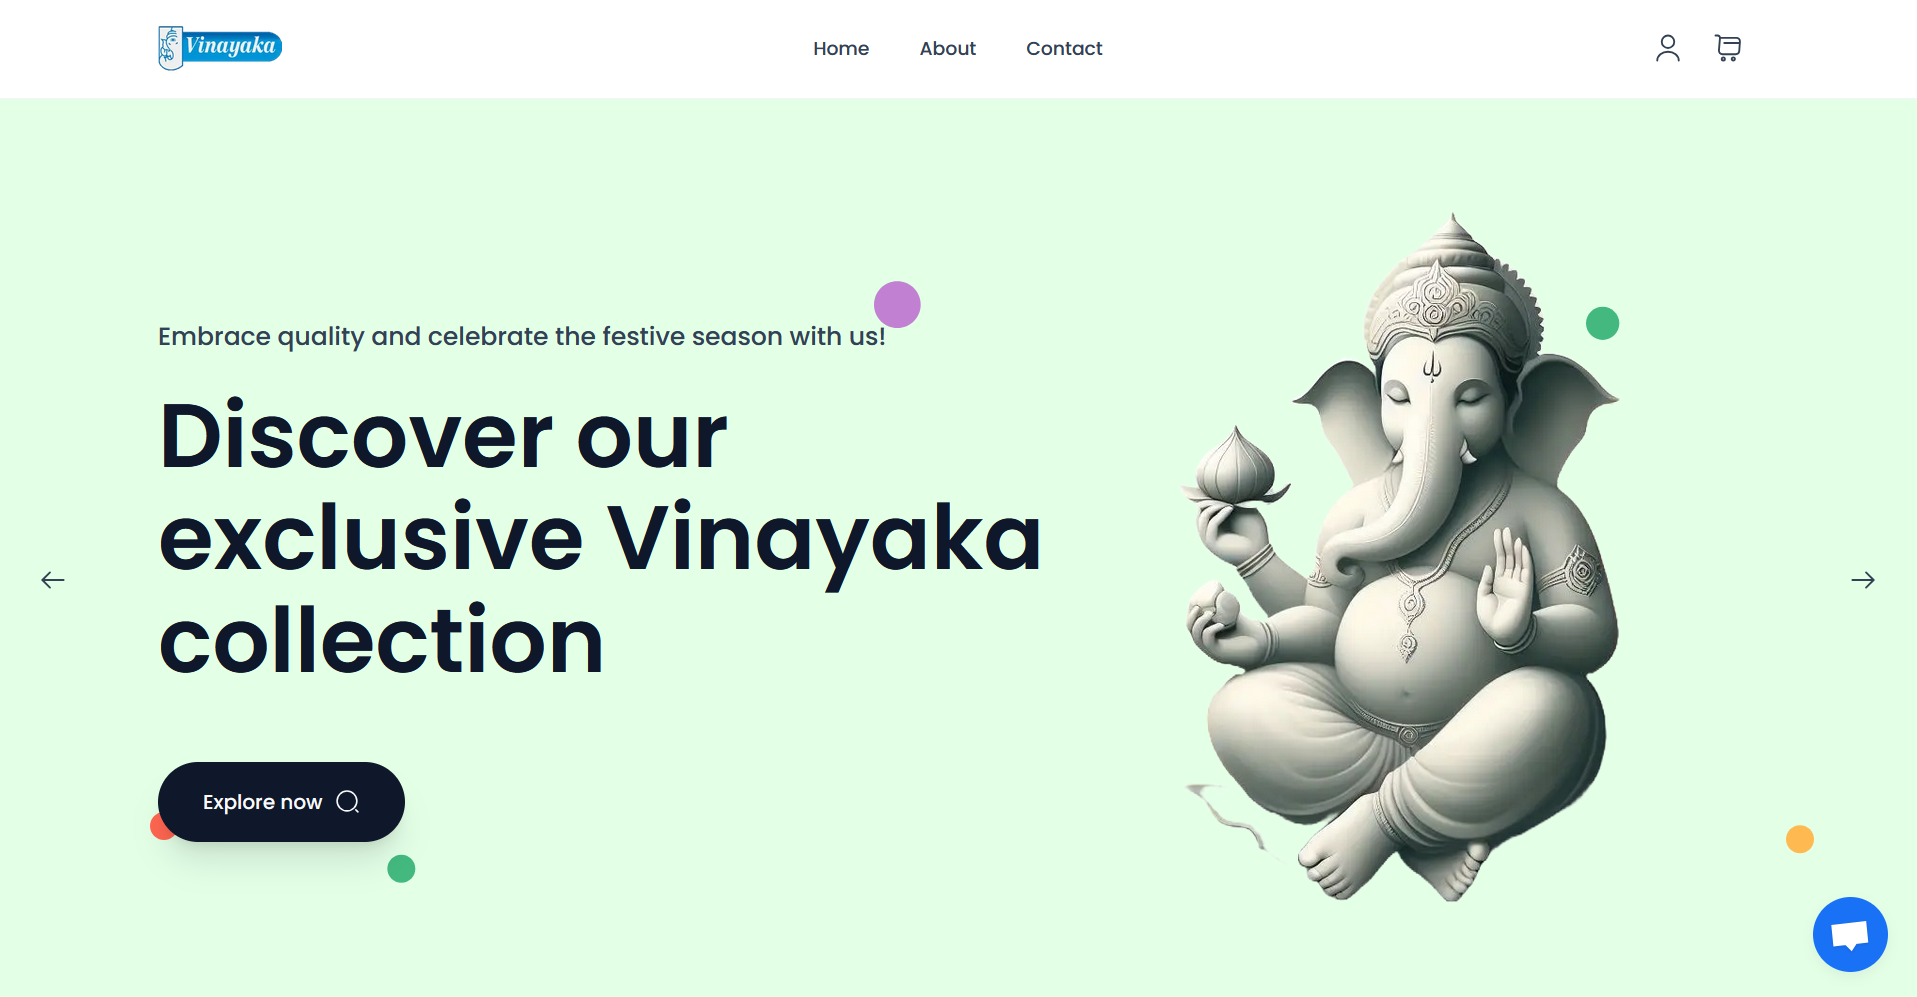 Vinayaka
Home About Contact
Embrace quality and celebrate the festive season with us!
Discover our
exclusive Vinayaka
collection
Explore now